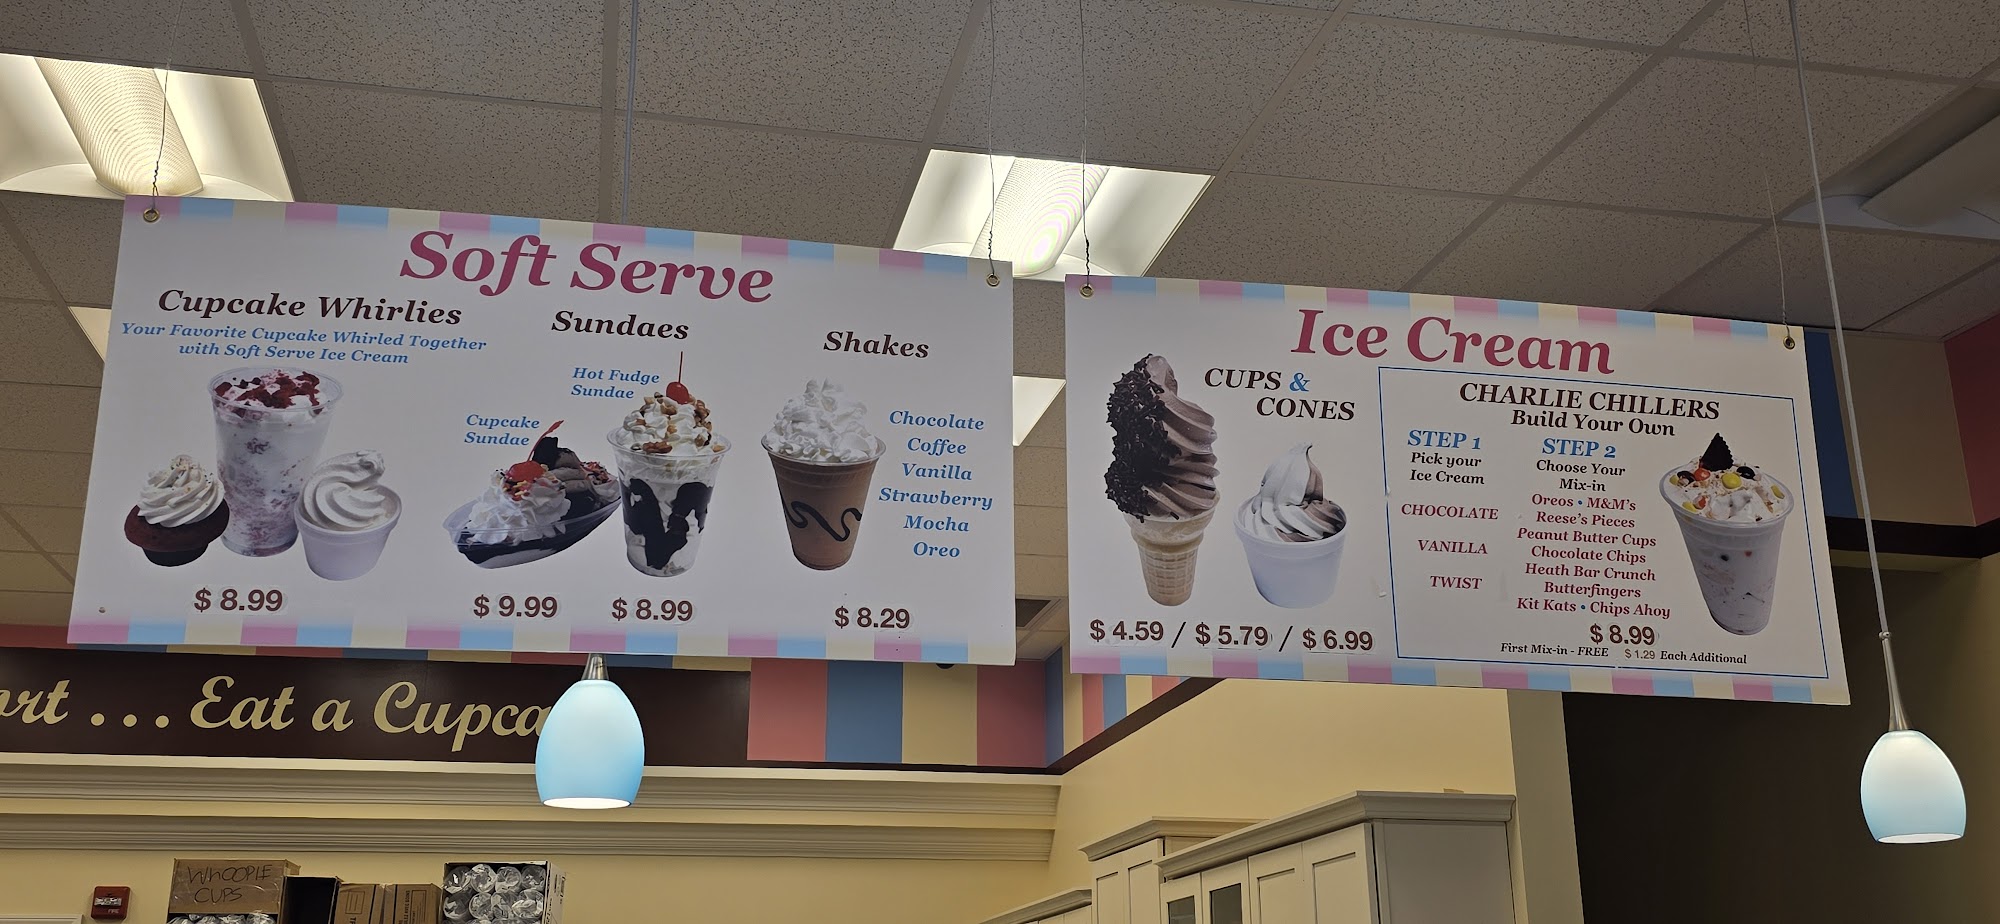 Soft Serve
Cupcake Whirlies
Your Favorite Cupcake Whirled Together
with Soft Serve Ice Cream
$ 8.99
Sundaes
Hot Fudge
Sundae
Cupcake
Sundae
$ 9.99
$ 8.99
Shakes
Chocolate
Coffee
Vanilla
Strawberry
Mocha
Oreo
$ 8.29
Ice Cream
CUPS &
CONES
$ 4.59 / $ 5.79 / $ 6.99
CHARLIE CHILLERS
Build Your Own
STEP 1
Pick your
Ice Cream
CHOCOLATE
VANILLA
TWIST
STEP 2
Choose Your
Mix-in
Oreos • M&M's
Reese's Pieces
Peanut Butter Cups
Chocolate Chips
Heath Bar Crunch
Butterfingers
Kit Kats • Chips Ahoy
$ 8.99
First Mix-in - FREE $ 1.29 Each Additional
ort . . . Eat a Cupca
WHOOPIE
CUPS